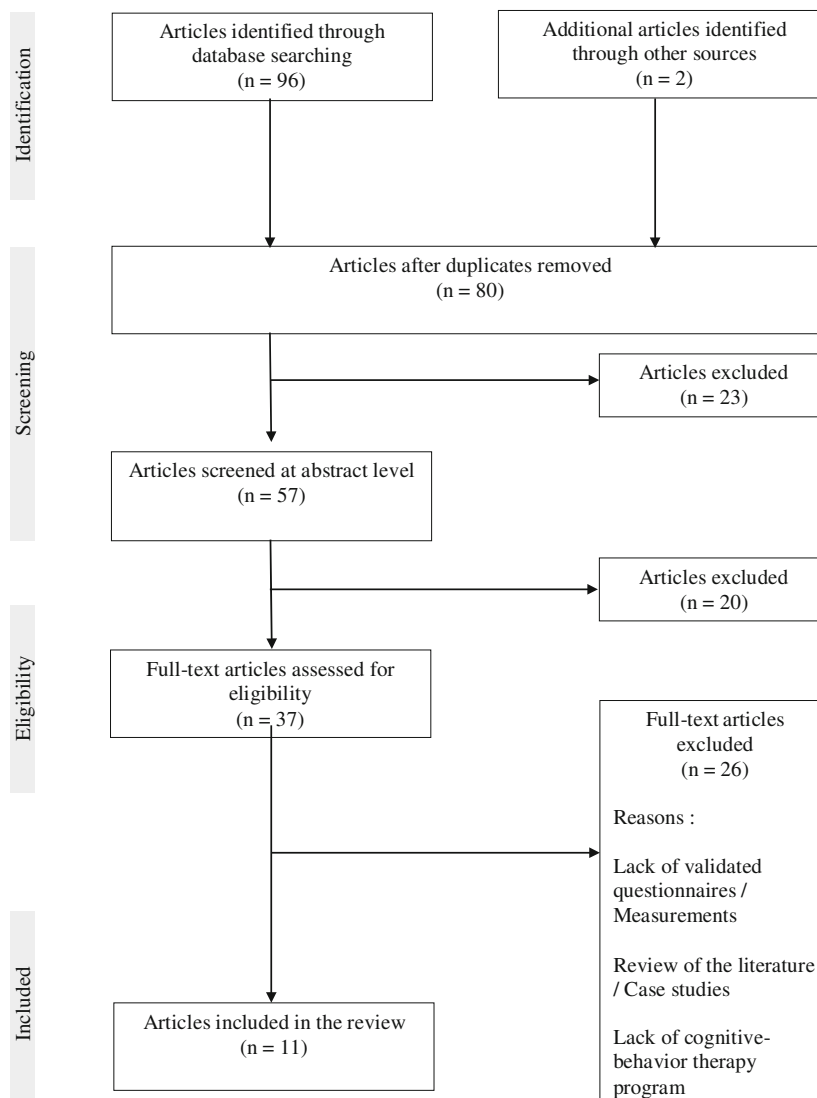 Identification
Articles identified through
database searching
(n = 96)
Additional articles identified
through other sources
(n = 2)
Screening
Articles after duplicates removed
(n = 80)
Articles excluded
(n = 23)
Articles screened at abstract level
(n = 57)
Articles excluded
(n = 20)
Eligibility
Full-text articles assessed for
eligibility
(n = 37)
Full-text articles
excluded
(n = 26)
Reasons :
Lack of validated
questionnaires /
Measurements
Review of the literature
/ Case studies
Lack of cognitive-
behavior therapy
program
Included
Articles included in the review
(n = 11)